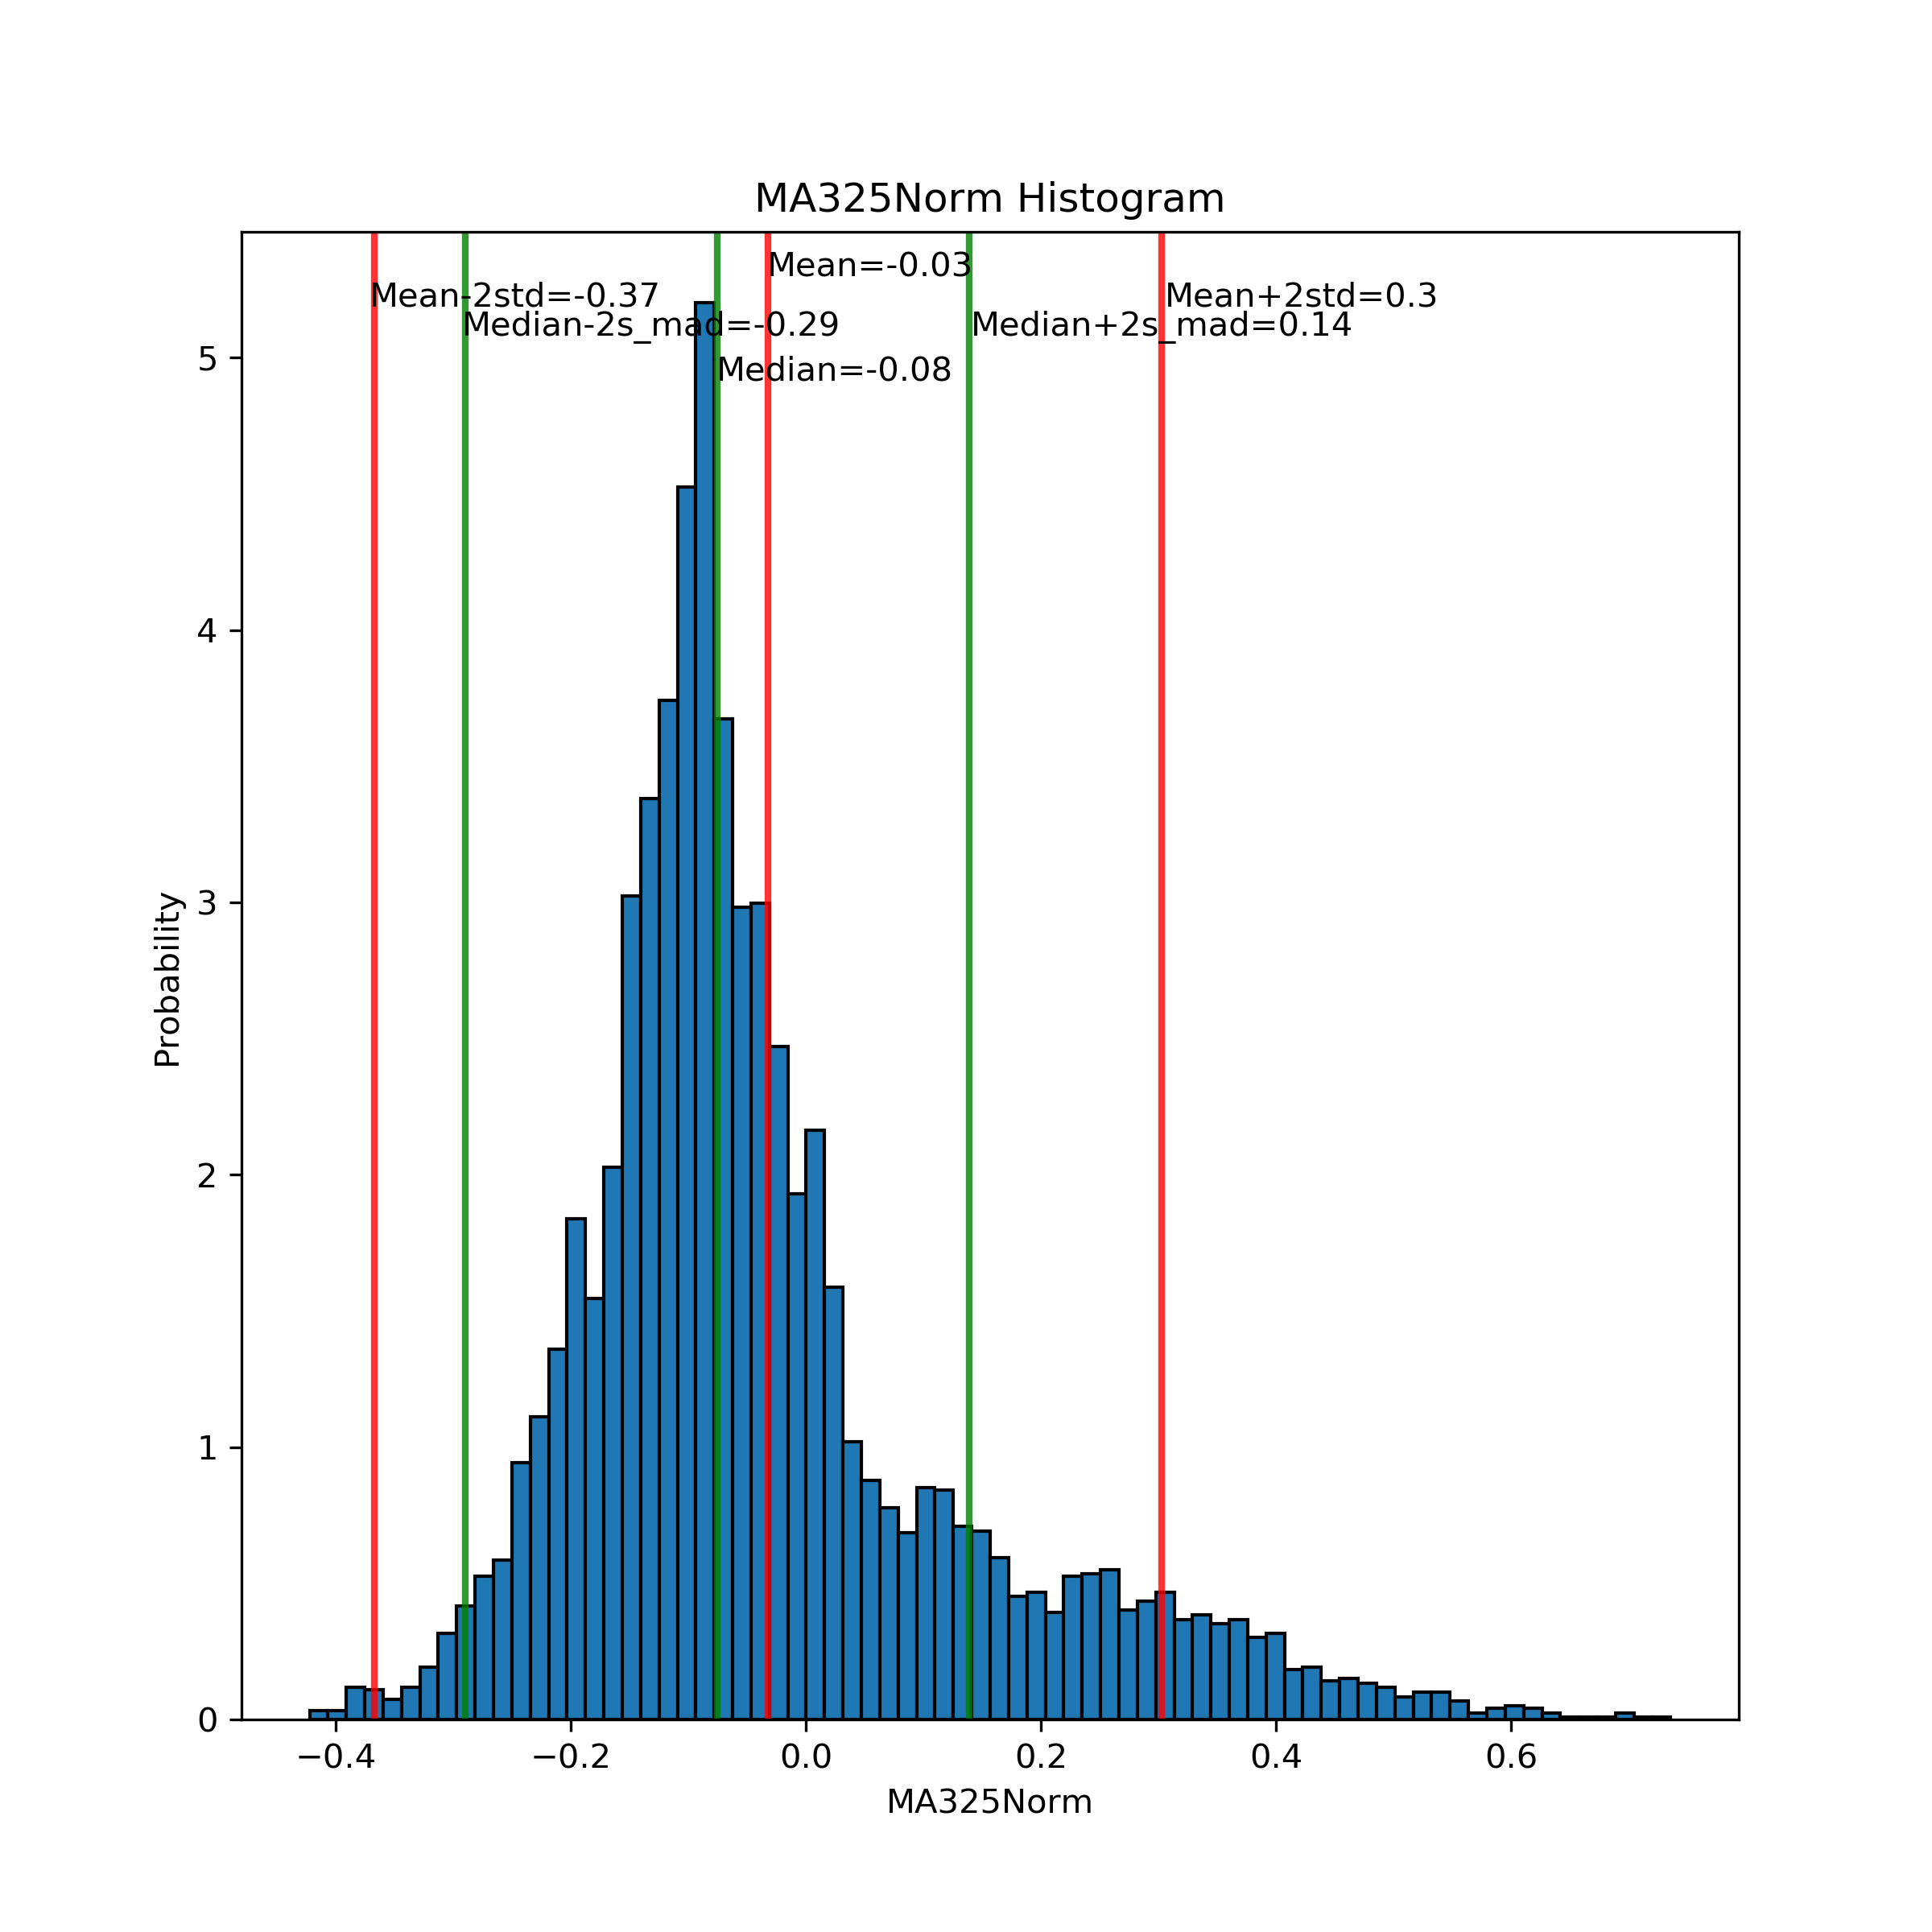 MA325Norm Histogram
Mean=-0.03
Mean-2std=-0.37
Mean+2std=0.3
Median-2s_mad=-0.29
Median+2s_mad=0.14
Median=-0.08
5
4
3
2
1
0
Probability
−0.4
−0.2
0.0
0.2
0.4
0.6
MA325Norm